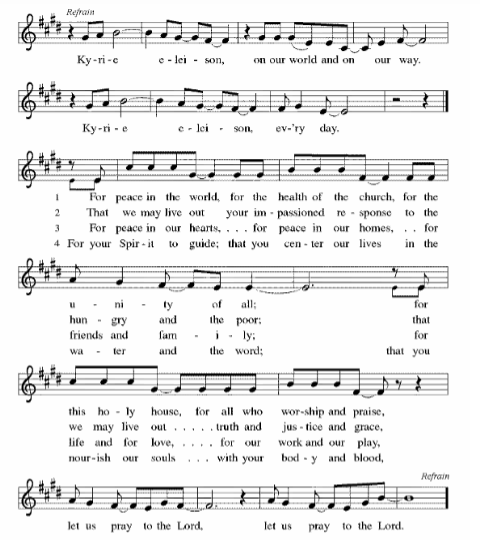 Refrain
Ky - ri - e e - lei - son, on our world and on our way.
Ky - ri - e e - lei - son, ev-'ry day.
1 For peace in the world, for the health of the church, for the
2 That we may live out your im - passioned re - sponse to the
3 For peace in our hearts, . . . for peace in our homes, . . for
4 For your Spir - it to guide; that you cen - ter our lives in the
u - ni - ty of all; for
hun - gry and the poor; that
friends and fam - i - ly; for
wa - ter and the word; that you
this ho - ly house, for all who wor-ship and praise,
we may live out . . . . . truth and jus - tice and grace,
life and for love, . . . . for our work and our play,
nour-ish our souls . . . with your bod - y and blood,
Refrain
let us pray to the Lord, let us pray to the Lord.